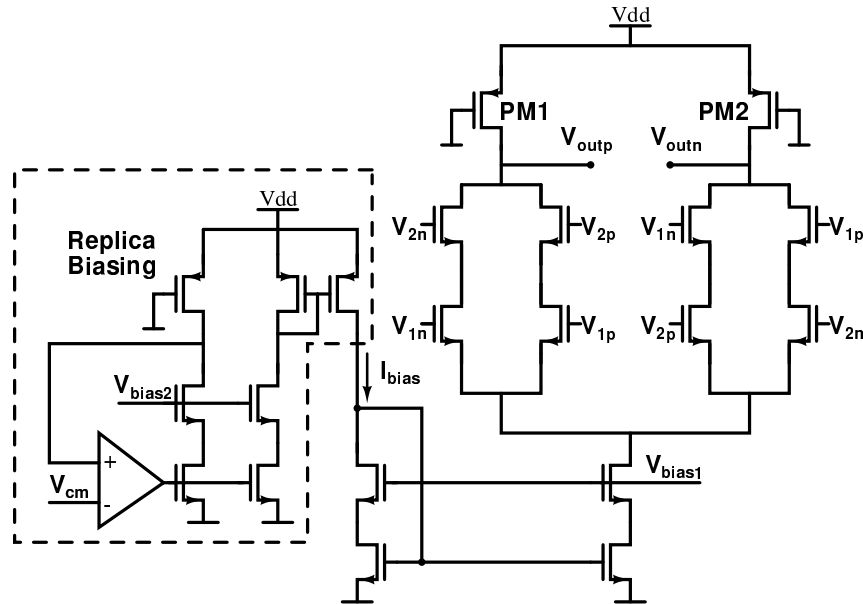 Vdd
PM1
PM2
Voutp
Voutn
V2n
V2p
V1n
V1p
V1n
V1p
V2p
V2n
Vdd
Replica
Biasing
Ibias
Vbias2
Vcm
+
-
Vbias1